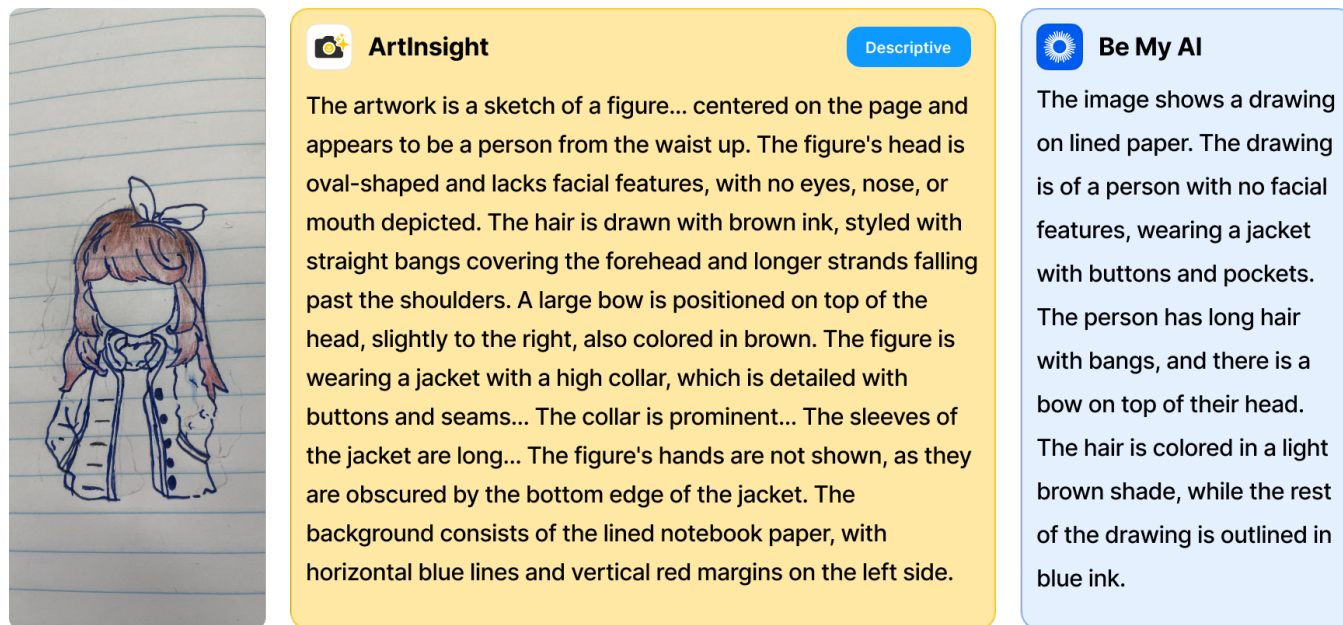 ArtInsight
Descriptive
The artwork is a sketch of a figure... centered on the page and
appears to be a person from the waist up. The figure's head is
oval-shaped and lacks facial features, with no eyes, nose, or
mouth depicted. The hair is drawn with brown ink, styled with
straight bangs covering the forehead and longer strands falling
past the shoulders. A large bow is positioned on top of the
head, slightly to the right, also colored in brown. The figure is
wearing a jacket with a high collar, which is detailed with
buttons and seams... The collar is prominent... The sleeves of
the jacket are long... The figure's hands are not shown, as they
are obscured by the bottom edge of the jacket. The
background consists of the lined notebook paper, with
horizontal blue lines and vertical red margins on the left side.
Be My AI
The image shows a drawing
on lined paper. The drawing
is of a person with no facial
features, wearing a jacket
with buttons and pockets.
The person has long hair
with bangs, and there is a
bow on top of their head.
The hair is colored in a light
brown shade, while the rest
of the drawing is outlined in
blue ink.